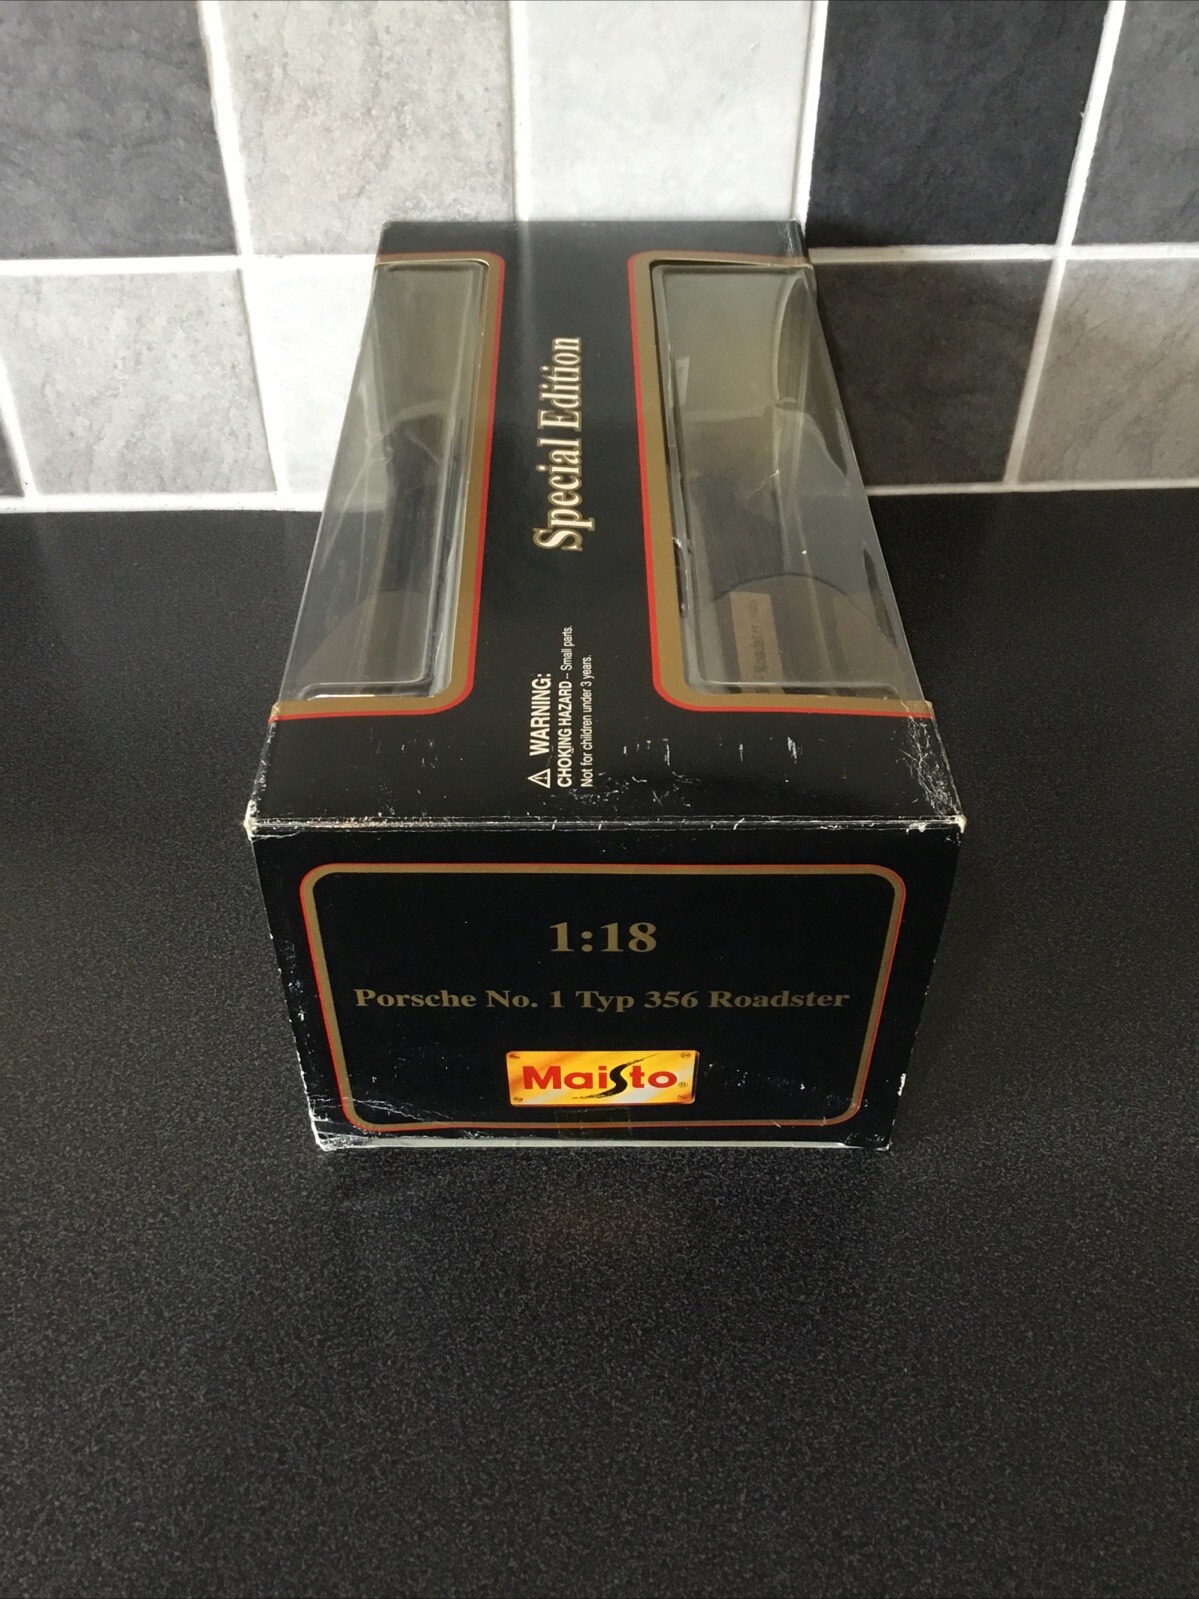 Special Edition
⚠ WARNING:
CHOKING HAZARD – Small parts.
Not for children under 3 years.
1:18
Porsche No. 1 Typ 356 Roadster
Maisto®